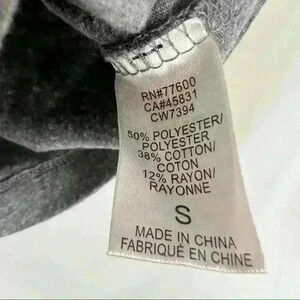 RN#77600
CA#45831
CW7394
50% POLYESTER/
POLYESTER
38% COTTON/
COTON
12% RAYON/
RAYONNE
S
MADE IN CHINA
FABRIQUÉ EN CHINE